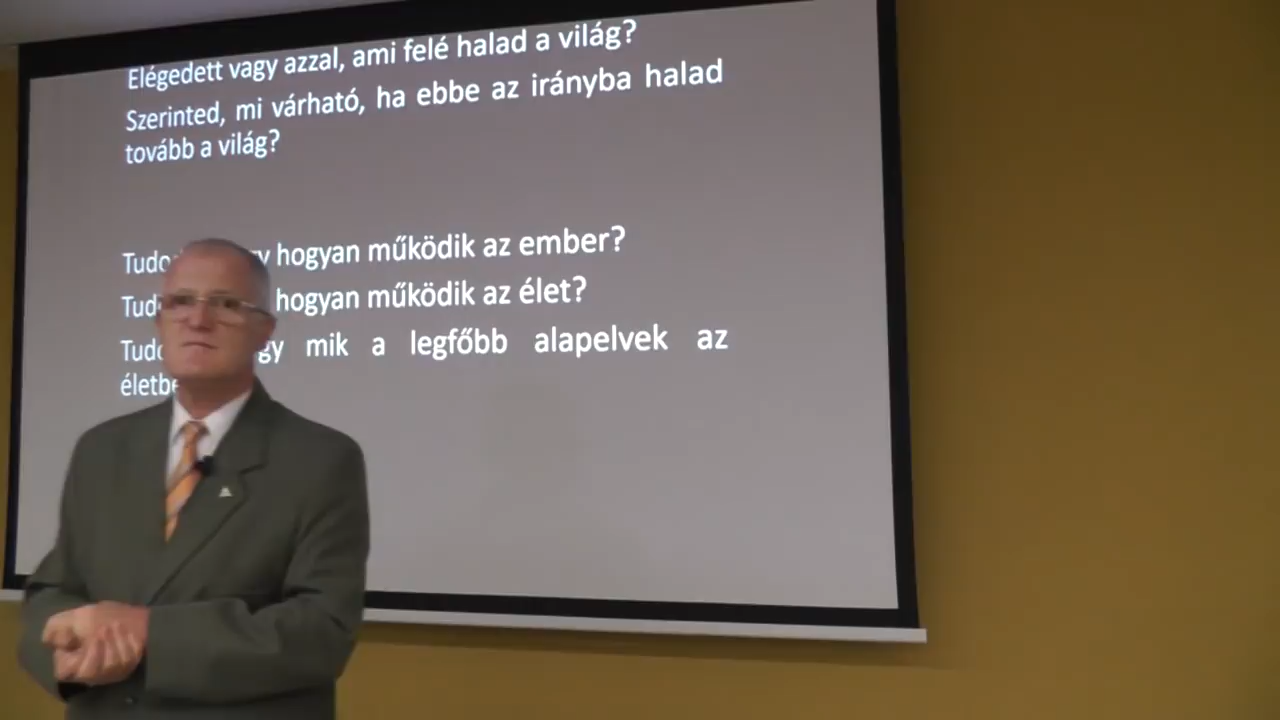 Elégedett vagy azzal, ami felé halad a világ?
Szerinted, mi várható, ha ebbe az irányba halad
tovább a világ?
hogyan működik az ember?
hogyan működik az élet?
mik a legfőbb alapelvek az